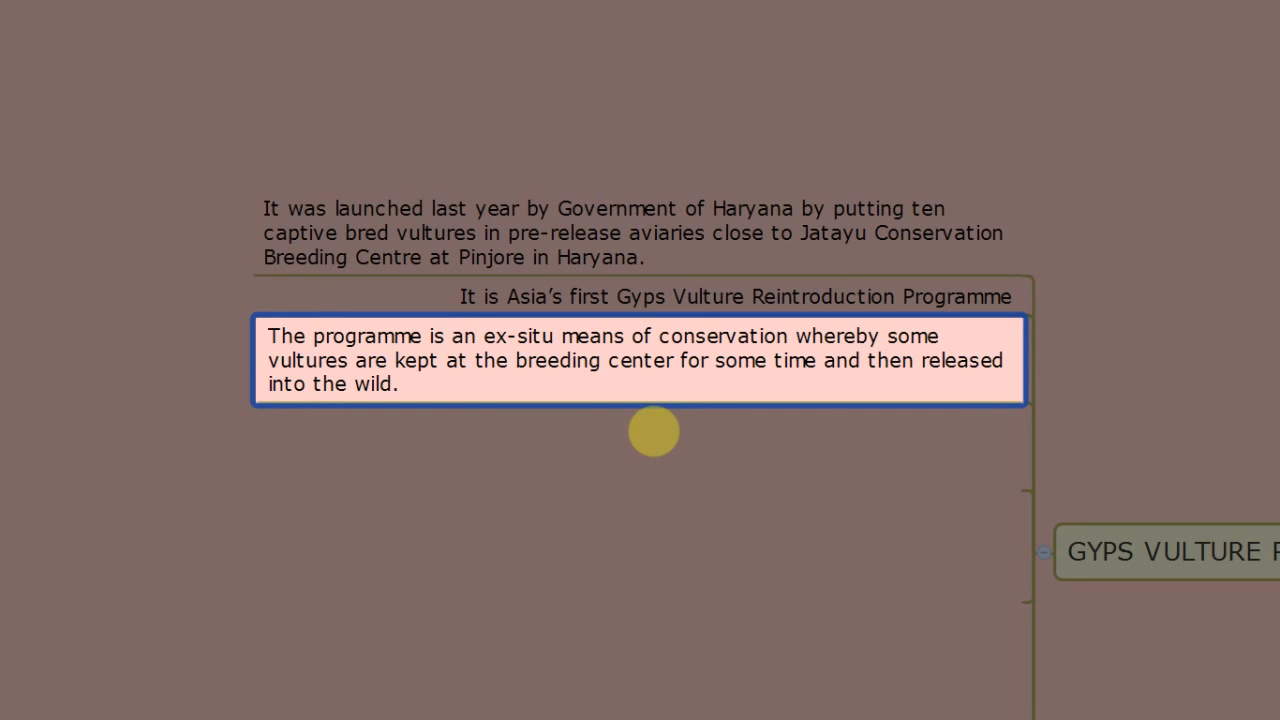 It was launched last year by Government of Haryana by putting ten
captive bred vultures in pre-release aviaries close to Jatayu Conservation
Breeding Centre at Pinjore in Haryana.
It is Asia’s first Gyps Vulture Reintroduction Programme
The programme is an ex-situ means of conservation whereby some
vultures are kept at the breeding center for some time and then released
into the wild.
GYPS VULTURE